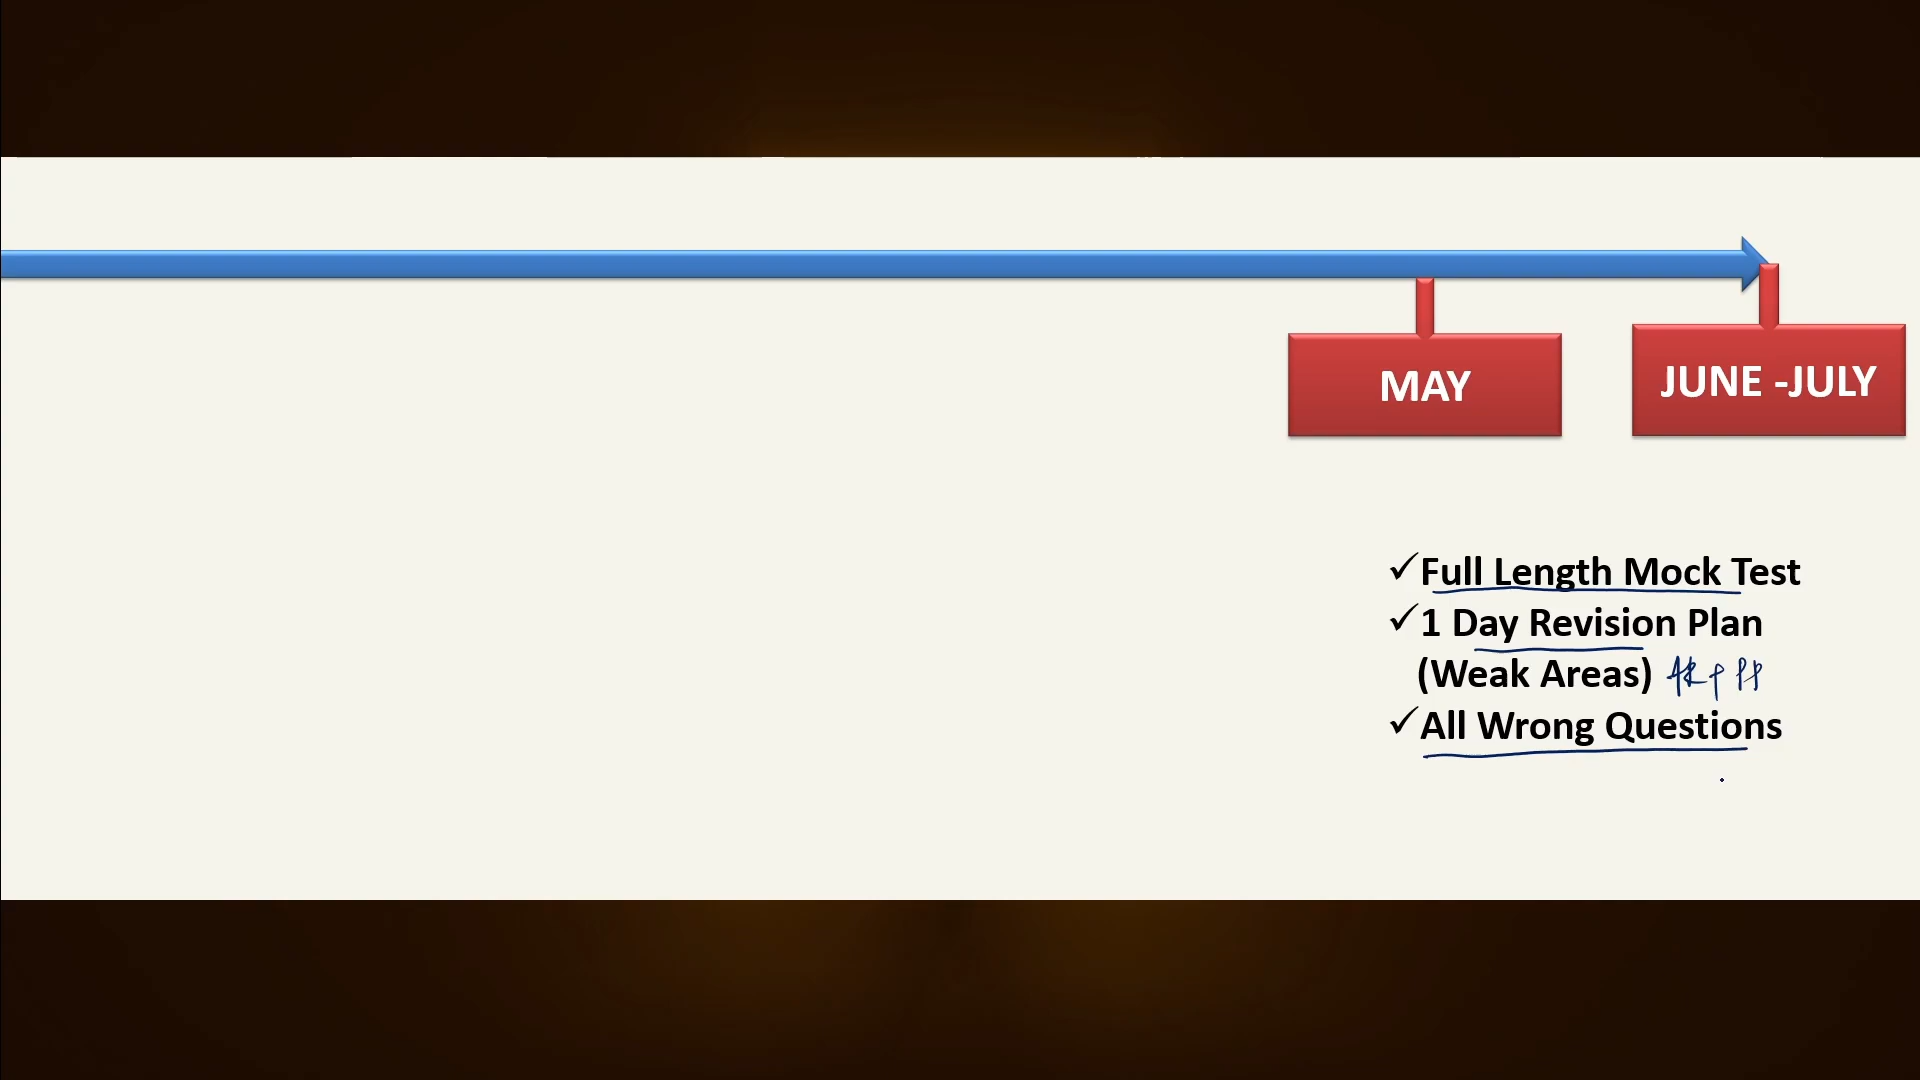 MAY
JUNE -JULY
✓Full Length Mock Test
✓1 Day Revision Plan
(Weak Areas)
✓All Wrong Questions